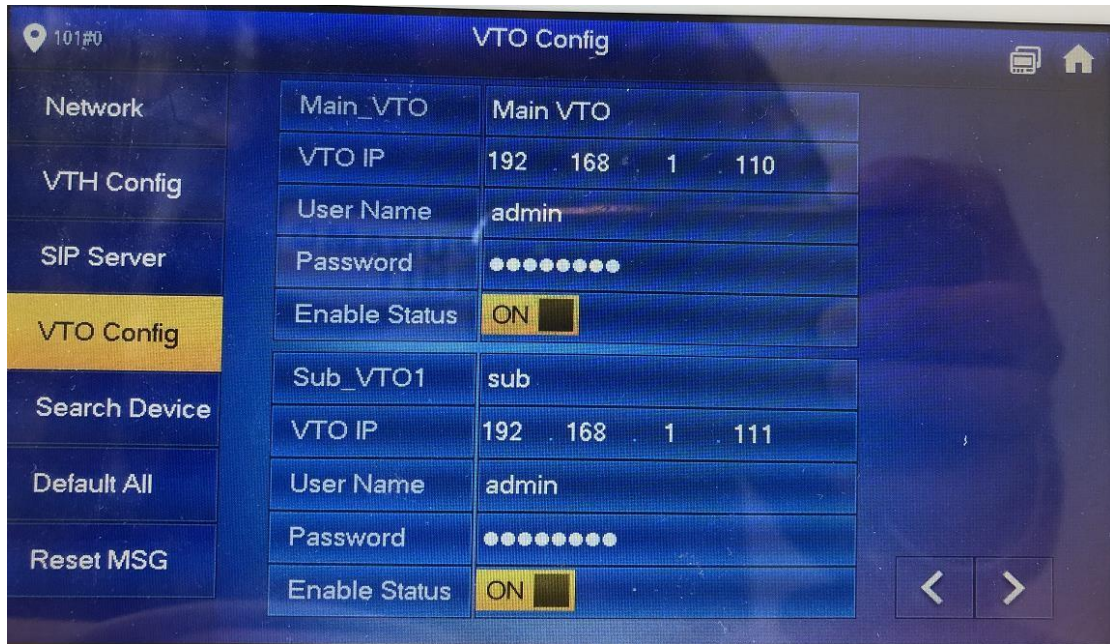 101#0
VTO Config
Network
VTH Config
SIP Server
VTO Config
Search Device
Default All
Reset MSG
Main_VTO Main VTO
VTO IP 192 . 168 . 1 . 110
User Name admin
Password ●●●●●●●●
Enable Status ON
Sub_VTO1 sub
VTO IP 192 . 168 . 1 . 111
User Name admin
Password ●●●●●●●●
Enable Status ON
< >